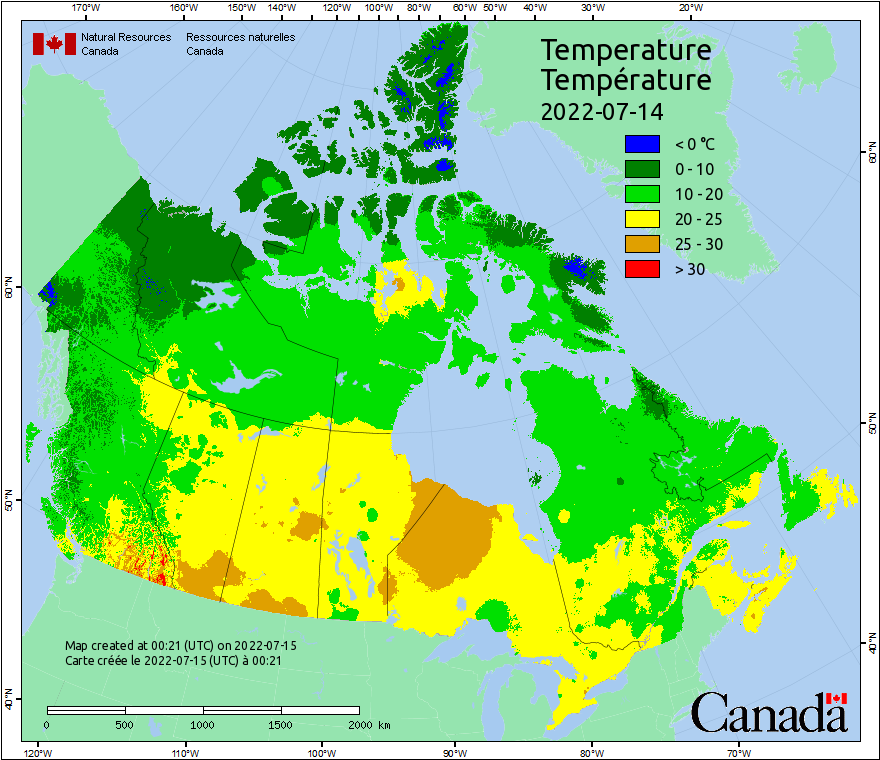 170°W 160°W 150°W 140°W 120°W 100°W 80°W 60°W 50°W 40°W 30°W 20°W
Natural Resources Ressources naturelles
Canada Canada
Temperature
Température
2022-07-14
< 0 °C
0 - 10
10 - 20
20 - 25
25 - 30
> 30
60°N
60°N
50°N
50°N
40°N
40°N
Map created at 00:21 (UTC) on 2022-07-15
Carte créée le 2022-07-15 (UTC) à 00:21
0 500 1000 1500 2000 km
Canada
120°W 110°W 100°W 90°W 80°W 70°W